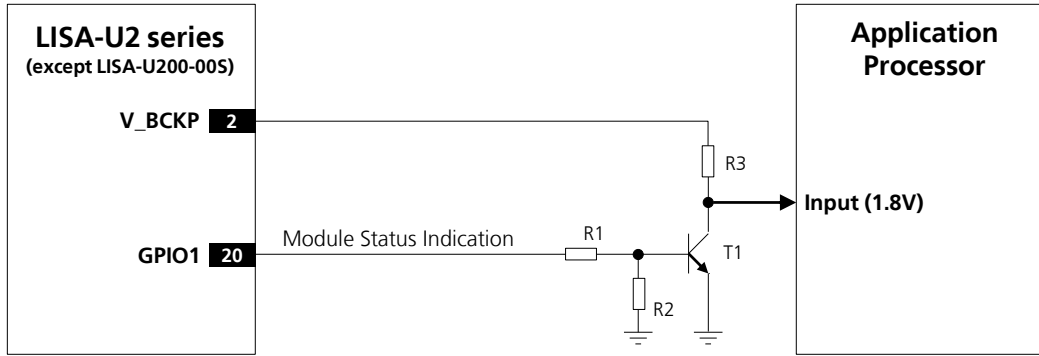 LISA-U2 series
(except LISA-U200-00S)
Application
Processor
V_BCKP 2
R3
Input (1.8V)
GPIO1 20
Module Status Indication
R1
T1
R2